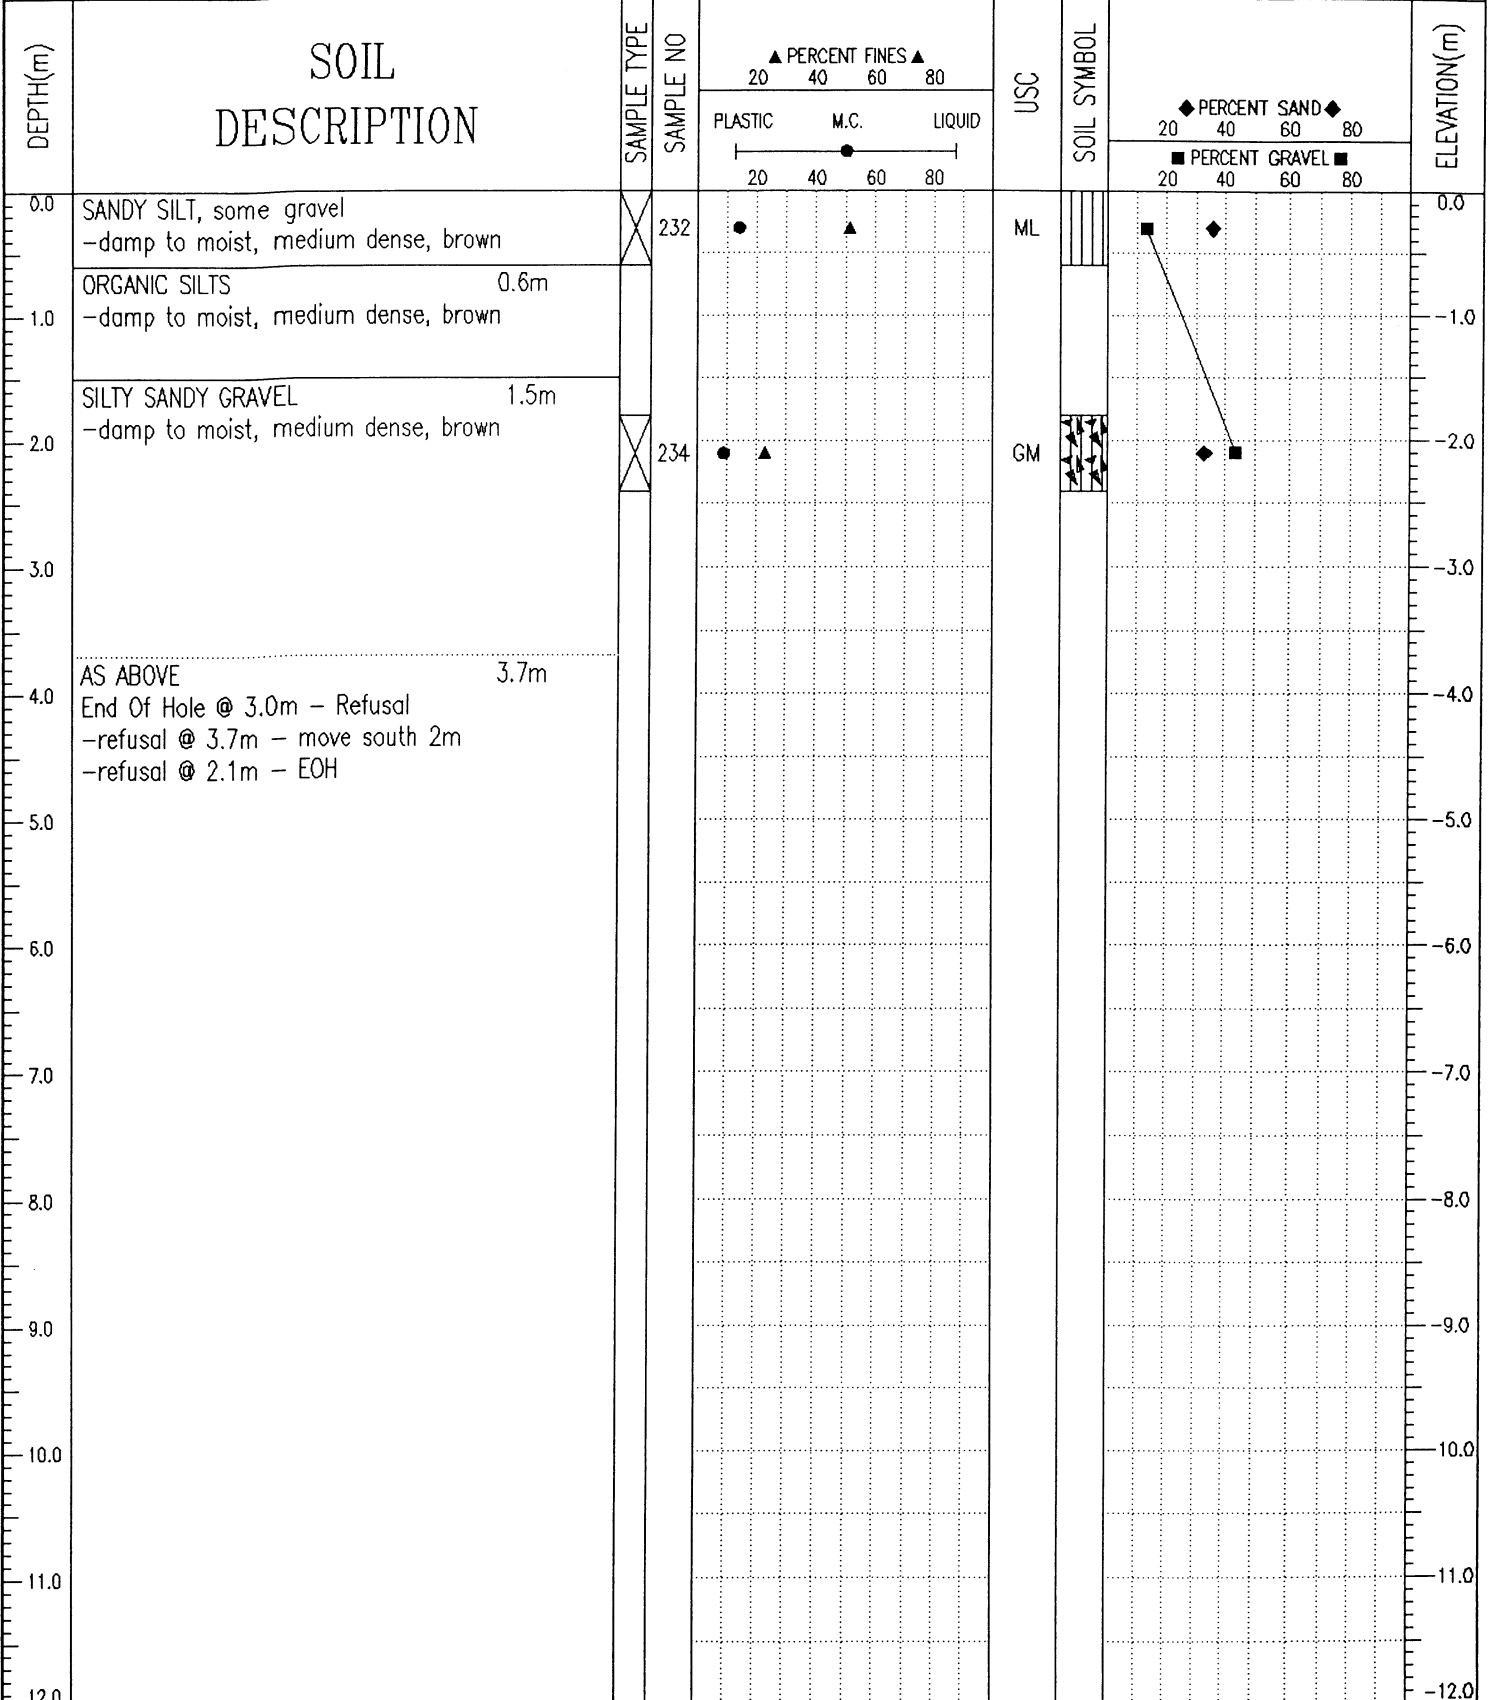 DEPTH(m)
SOIL
DESCRIPTION
SAMPLE TYPE
SAMPLE NO
▲ PERCENT FINES ▲
20 40 60 80
PLASTIC M.C. LIQUID
20 40 60 80
USC
SOIL SYMBOL
◆ PERCENT SAND ◆
20 40 60 80
■ PERCENT GRAVEL ■
20 40 60 80
ELEVATION(m)
0.0
SANDY SILT, some gravel
-damp to moist, medium dense, brown
232
ML
0.0
ORGANIC SILTS 0.6m
-damp to moist, medium dense, brown
1.0
-1.0
SILTY SANDY GRAVEL 1.5m
-damp to moist, medium dense, brown
2.0
234
GM
-2.0
3.0
-3.0
AS ABOVE 3.7m
End Of Hole @ 3.0m - Refusal
-refusal @ 3.7m - move south 2m
-refusal @ 2.1m - EOH
4.0
-4.0
5.0
-5.0
6.0
-6.0
7.0
-7.0
8.0
-8.0
9.0
-9.0
10.0
-10.0
11.0
-11.0
12.0
-12.0